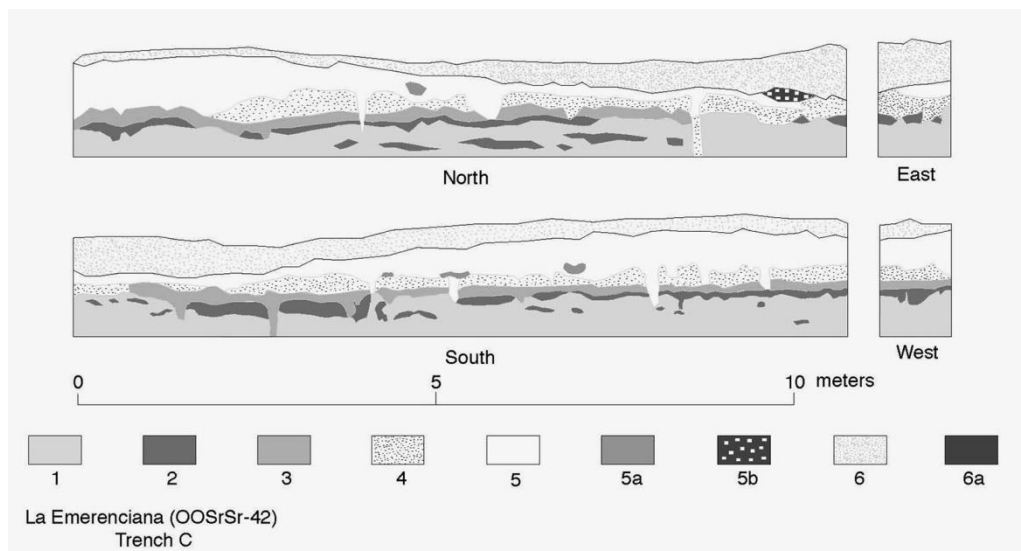 North
East
South
West
0 5 10 meters
1 2 3 4 5 5a 5b 6 6a
La Emerenciana (OOSrSr-42)
Trench C